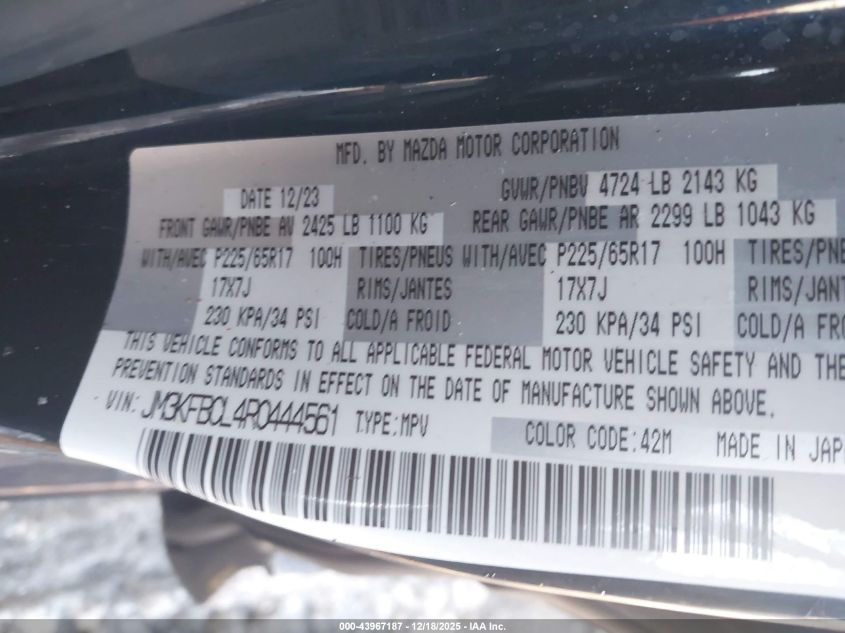 MFD. BY MAZDA MOTOR CORPORATION
DATE 12/23 GVWR/PNBV 4724 LB 2143 KG
FRONT GAWR/PNBE AV 2425 LB 1100 KG REAR GAWR/PNBE AR 2299 LB 1043 KG
WITH/AVEC P225/65R17 100H TIRES/PNEUS WITH/AVEC P225/65R17 100H TIRES/PNE
17X7J RIMS/JANTES 17X7J RIMS/JANT
230 KPA/34 PSI COLD/A FROID 230 KPA/34 PSI COLD/A FRO
THIS VEHICLE CONFORMS TO ALL APPLICABLE FEDERAL MOTOR VEHICLE SAFETY AND THE
PREVENTION STANDARDS IN EFFECT ON THE DATE OF MANUFACTURE SHOWN ABOVE.
VIN: JM3KFBCL4R0444561 TYPE:MPV COLOR CODE:42M MADE IN JAP
000-43967187 - 12/18/2025 - IAA Inc.